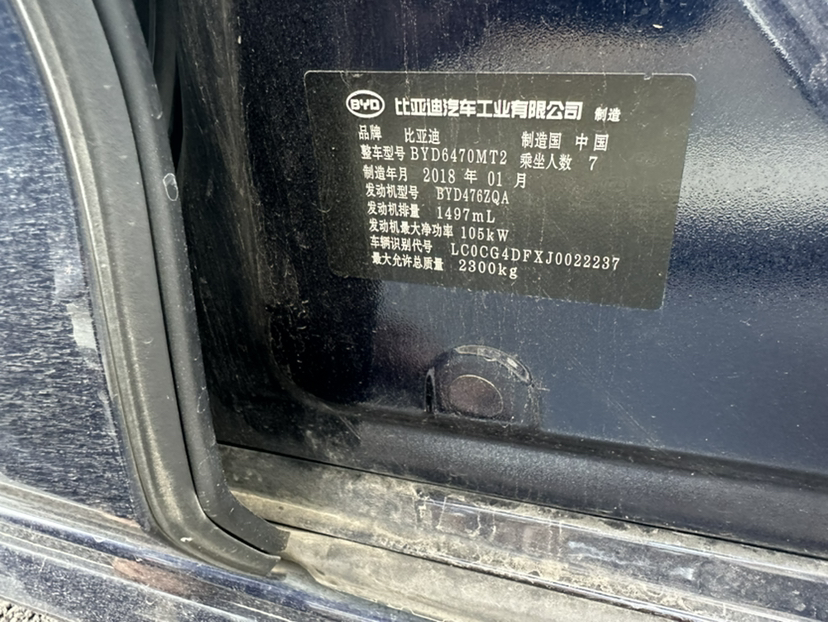 BYD 比亚迪汽车工业有限公司 制造
品牌 比亚迪 制造国 中国
整车型号 BYD6470MT2 乘坐人数 7
制造年月 2018 年 01 月
发动机型号 BYD476ZQA
发动机排量 1497mL
发动机最大净功率 105kW
车辆识别代号 LC0CG4DFXJ0022237
最大允许总质量 2300kg